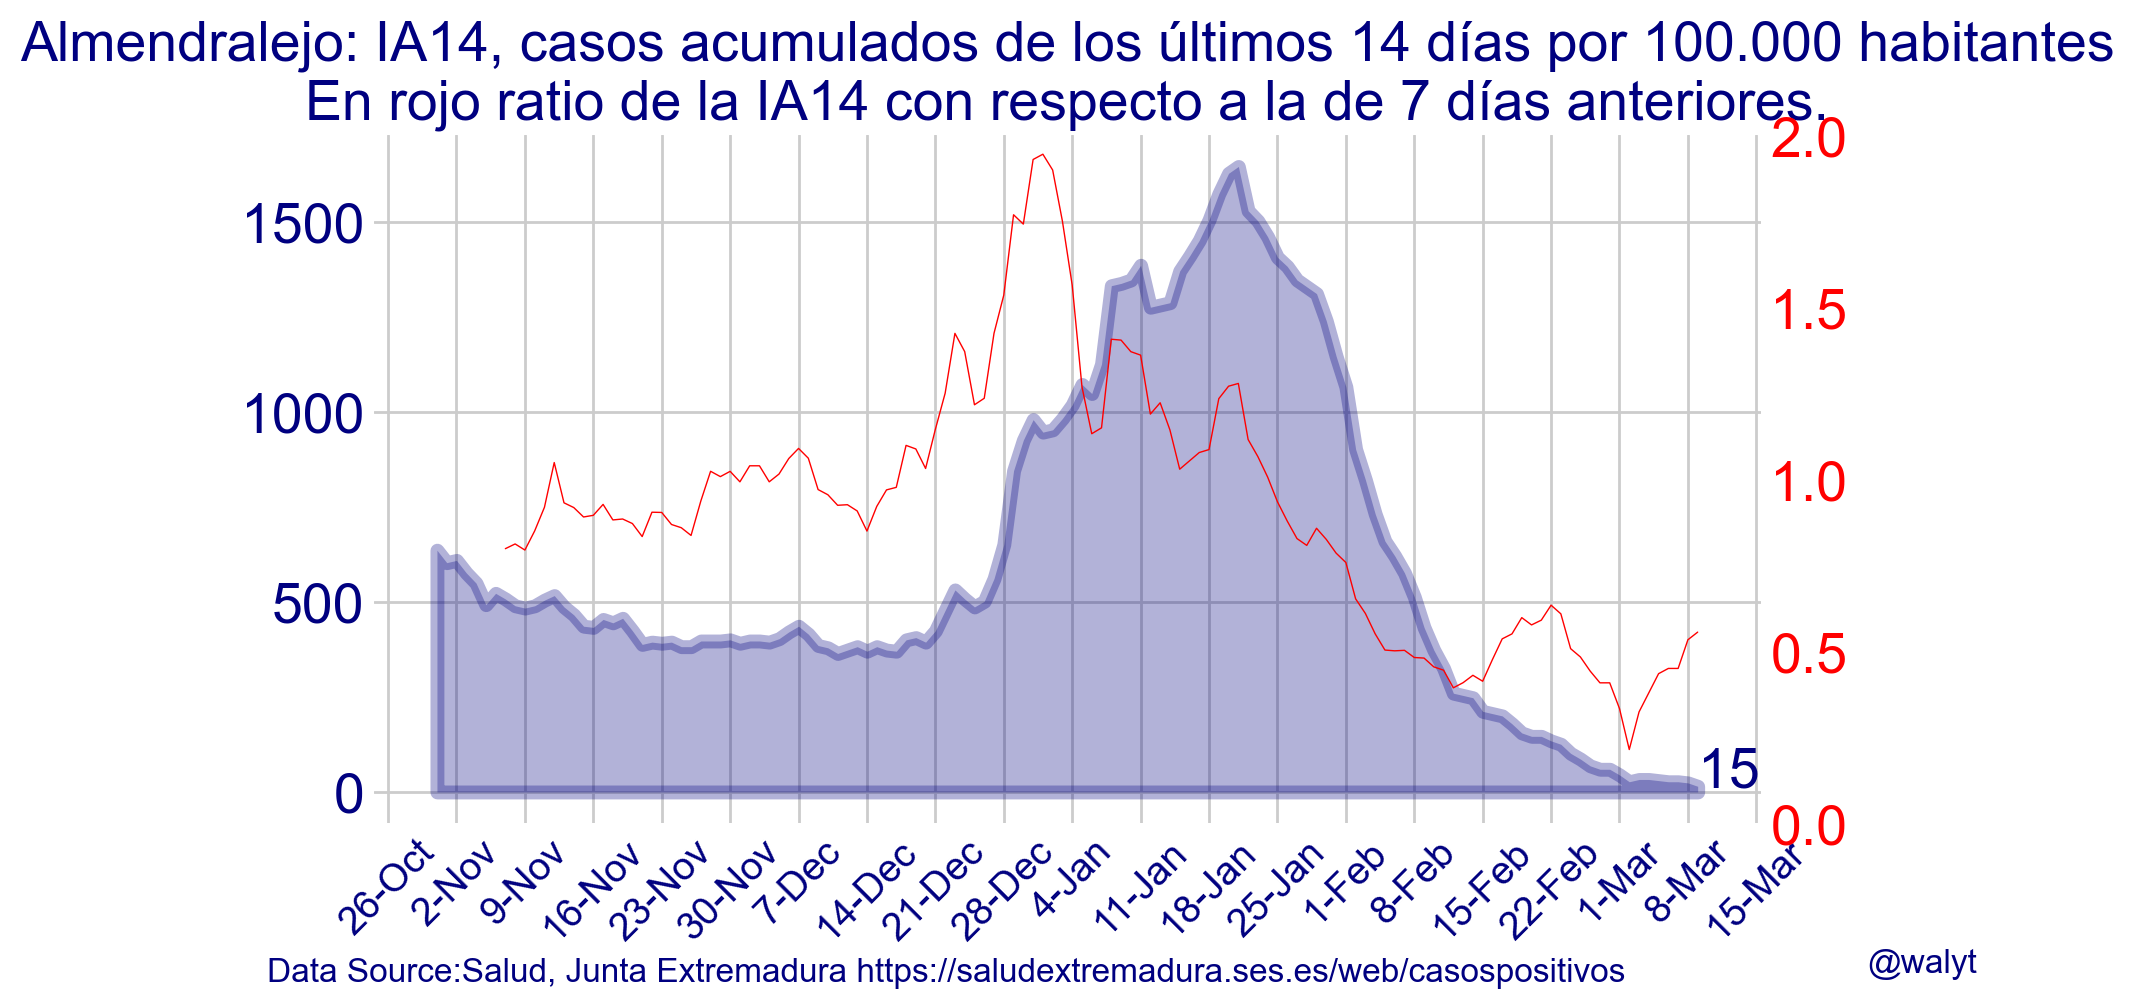 Almendralejo: IA14, casos acumulados de los últimos 14 días por 100.000 habitantes
En rojo ratio de la IA14 con respecto a la de 7 días anteriores.
2.0
1500
1.5
1000
1.0
500
0.5
15
0
0.0
26-Oct
2-Nov
9-Nov
16-Nov
23-Nov
30-Nov
7-Dec
14-Dec
21-Dec
28-Dec
4-Jan
11-Jan
18-Jan
25-Jan
1-Feb
8-Feb
15-Feb
22-Feb
1-Mar
8-Mar
15-Mar
Data Source:Salud, Junta Extremadura https://saludextremadura.ses.es/web/casospositivos
@walyt